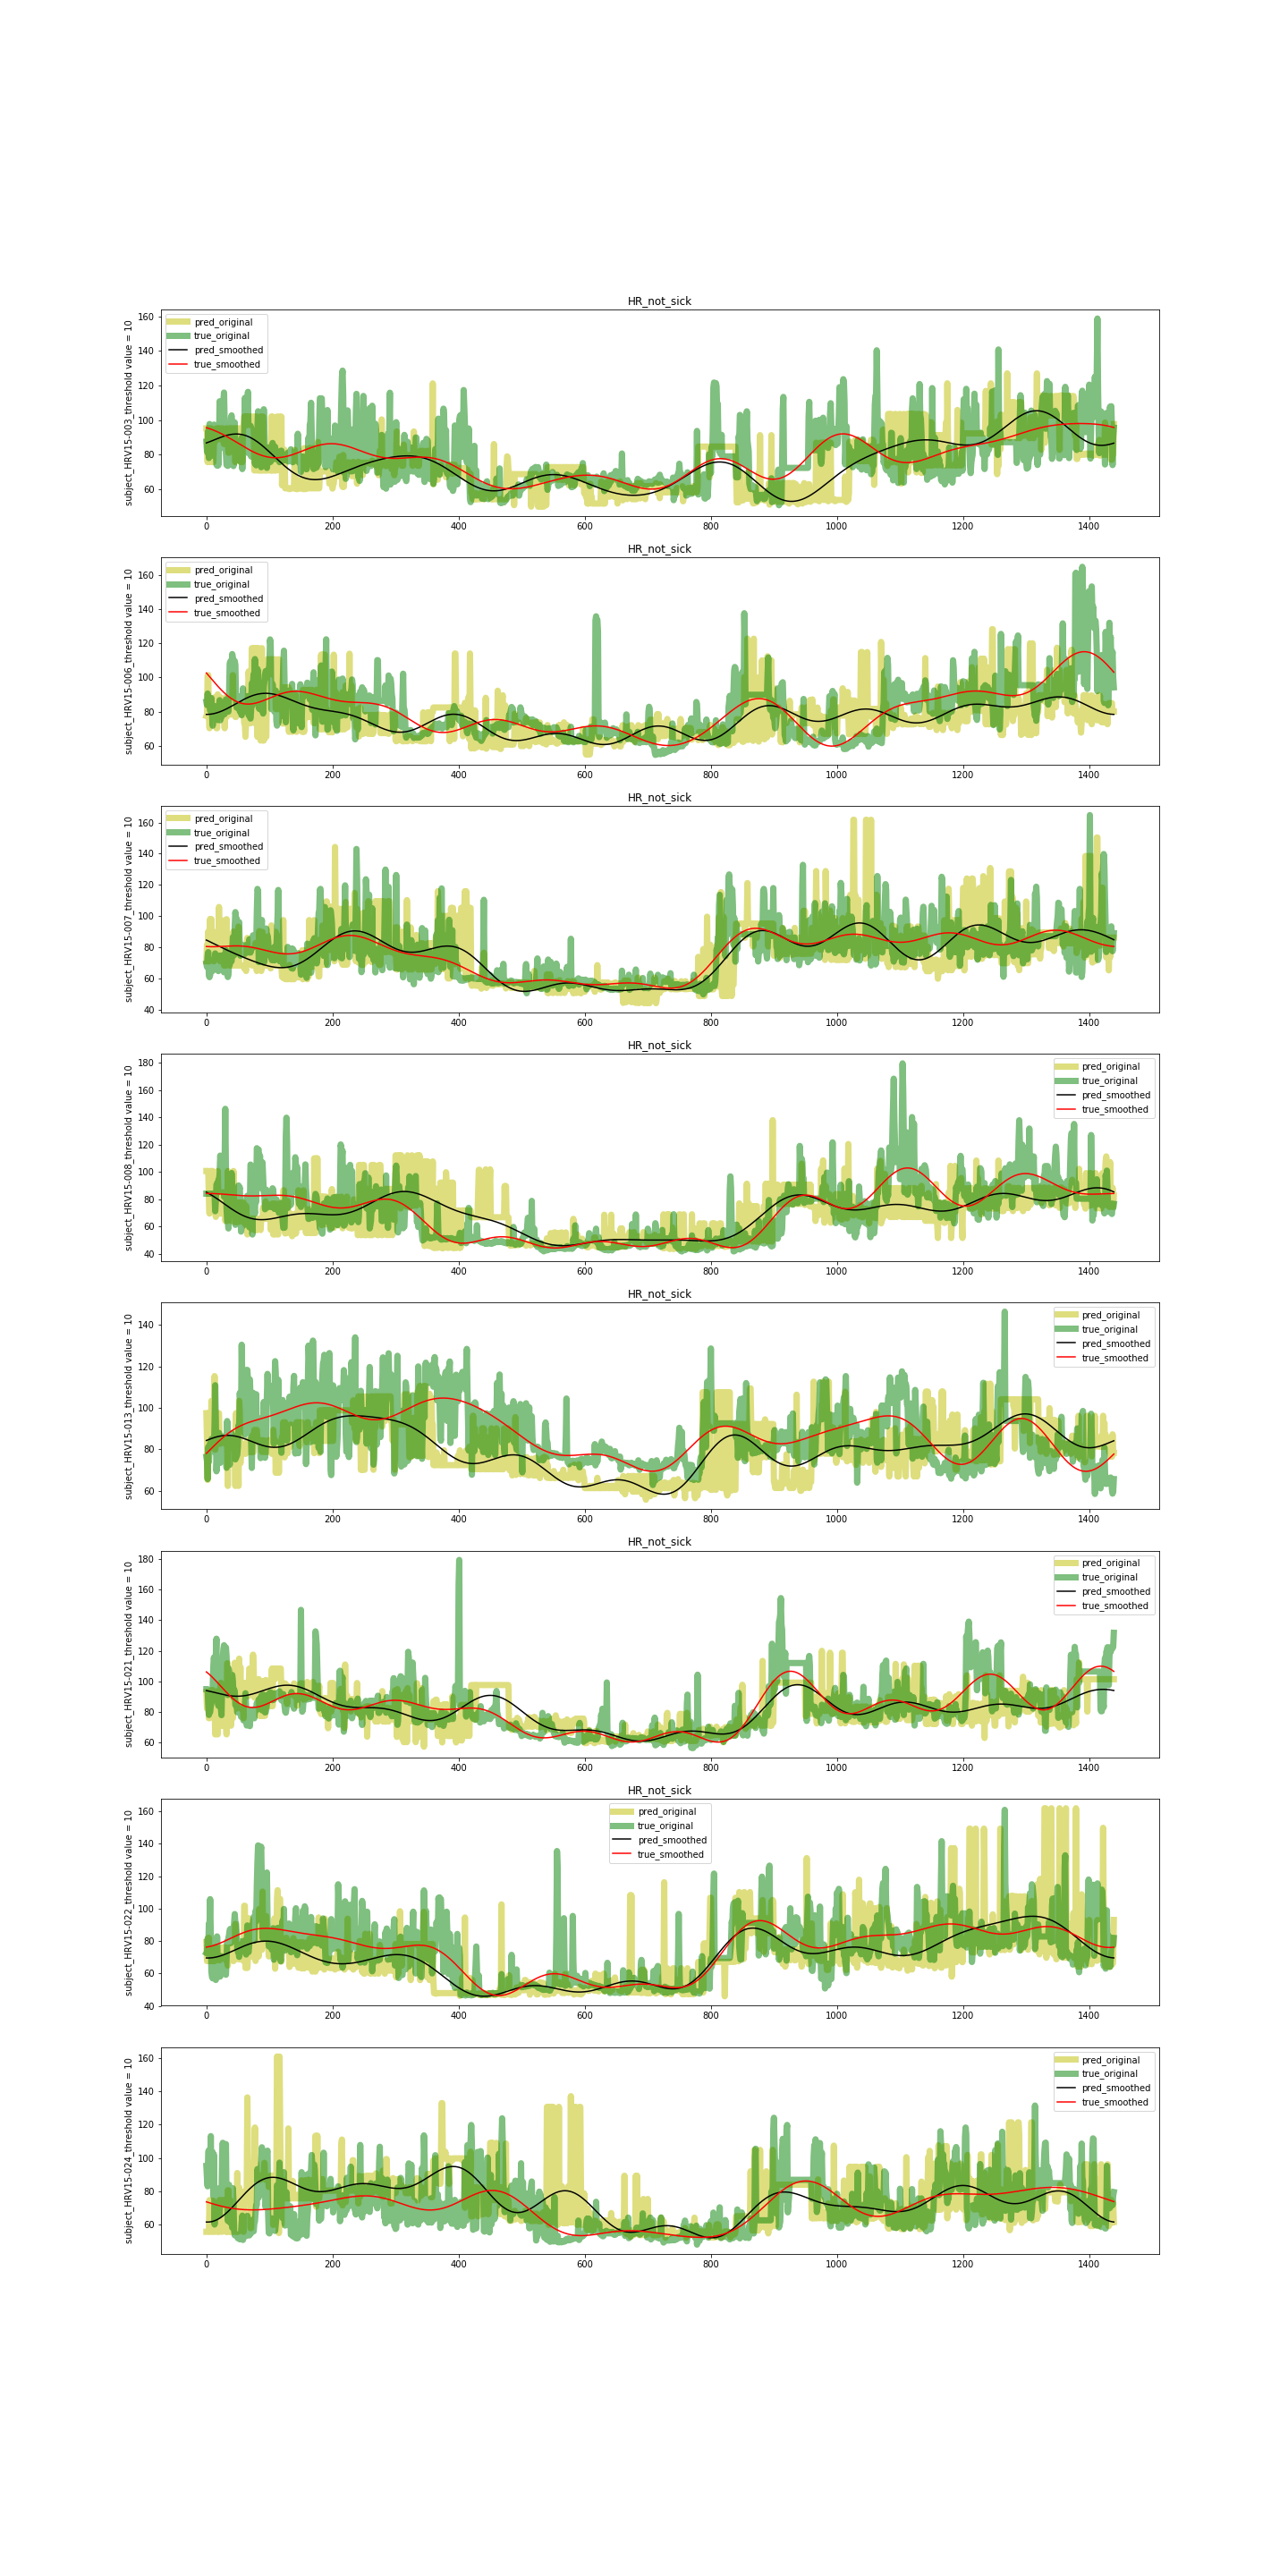 HR_not_sick
subject_HRV15-003_threshold value = 10
160
140
120
100
80
60
pred_original
true_original
pred_smoothed
true_smoothed
0 200 400 600 800 1000 1200 1400
HR_not_sick
subject_HRV15-006_threshold value = 10
160
140
120
100
80
60
pred_original
true_original
pred_smoothed
true_smoothed
0 200 400 600 800 1000 1200 1400
HR_not_sick
subject_HRV15-007_threshold value = 10
160
140
120
100
80
60
40
pred_original
true_original
pred_smoothed
true_smoothed
0 200 400 600 800 1000 1200 1400
HR_not_sick
subject_HRV15-008_threshold value = 10
180
160
140
120
100
80
60
40
pred_original
true_original
pred_smoothed
true_smoothed
0 200 400 600 800 1000 1200 1400
HR_not_sick
subject_HRV15-013_threshold value = 10
140
120
100
80
60
pred_original
true_original
pred_smoothed
true_smoothed
0 200 400 600 800 1000 1200 1400
HR_not_sick
subject_HRV15-021_threshold value = 10
180
160
140
120
100
80
60
pred_original
true_original
pred_smoothed
true_smoothed
0 200 400 600 800 1000 1200 1400
HR_not_sick
subject_HRV15-022_threshold value = 10
160
140
120
100
80
60
40
pred_original
true_original
pred_smoothed
true_smoothed
0 200 400 600 800 1000 1200 1400
subject_HRV15-024_threshold value = 10
160
140
120
100
80
60
pred_original
true_original
pred_smoothed
true_smoothed
0 200 400 600 800 1000 1200 1400